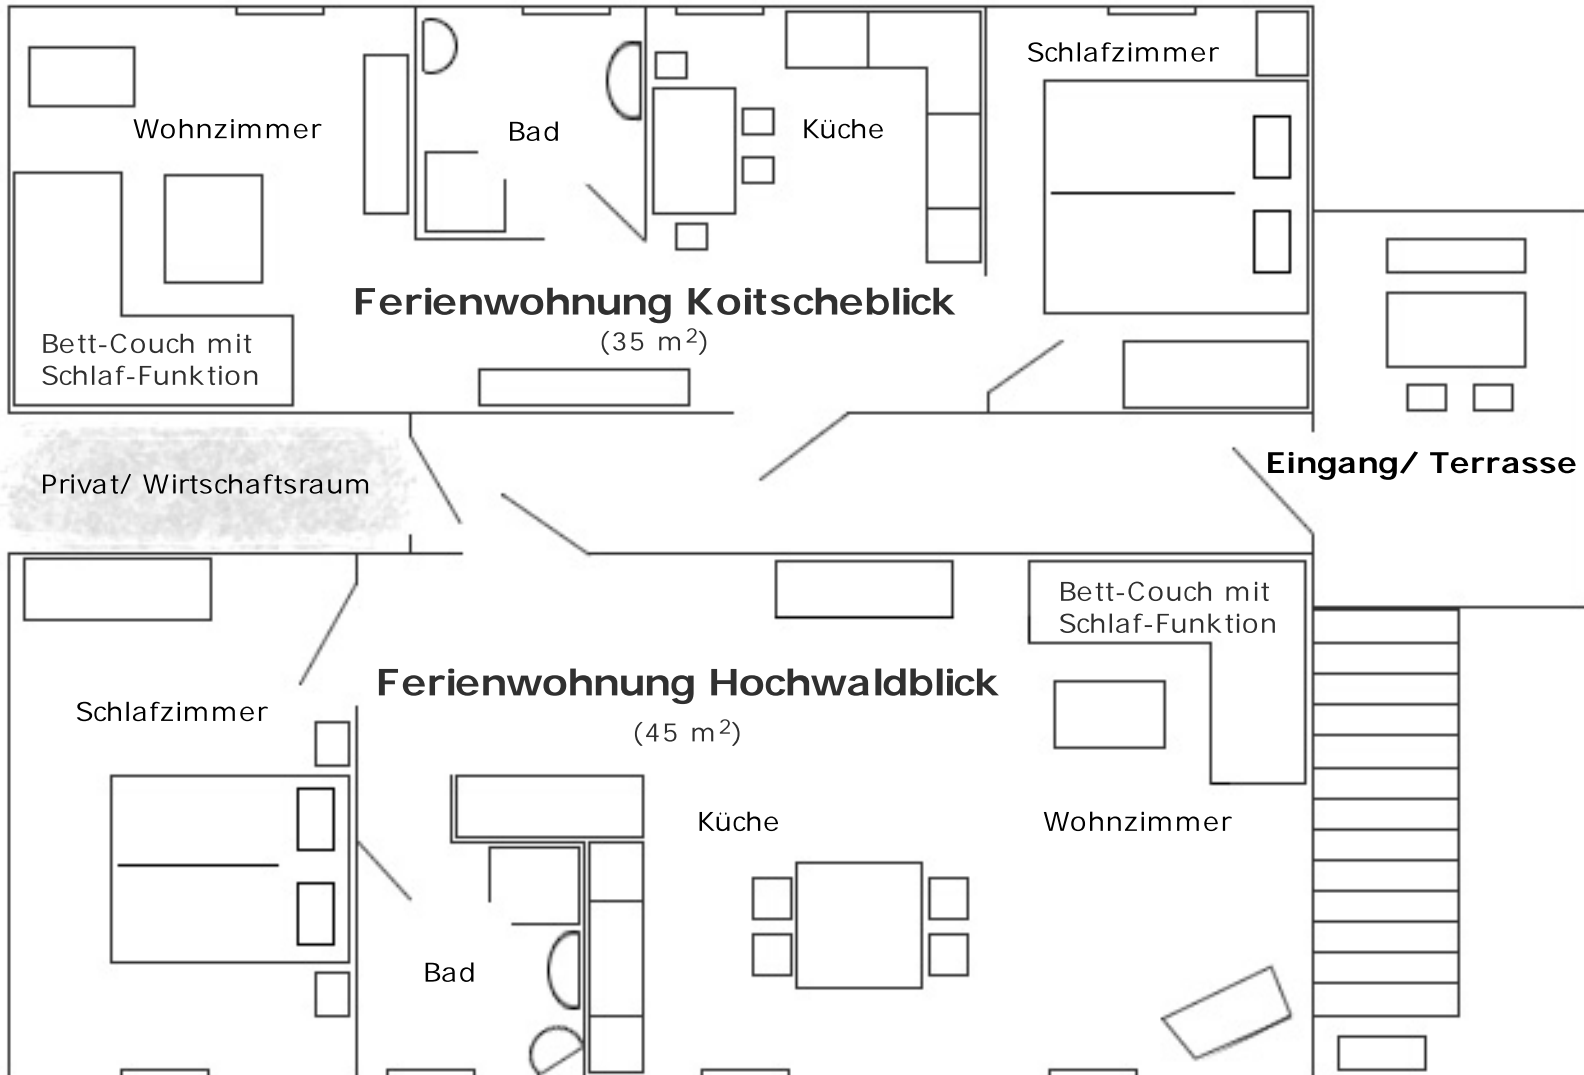 Schlafzimmer
Wohnzimmer
Bad
Küche
Ferienwohnung Koitscheblick
(35 m²)
Bett-Couch mit
Schlaf-Funktion
Eingang/ Terrasse
Privat/ Wirtschaftsraum
Bett-Couch mit
Schlaf-Funktion
Ferienwohnung Hochwaldblick
(45 m²)
Schlafzimmer
Küche
Wohnzimmer
Bad